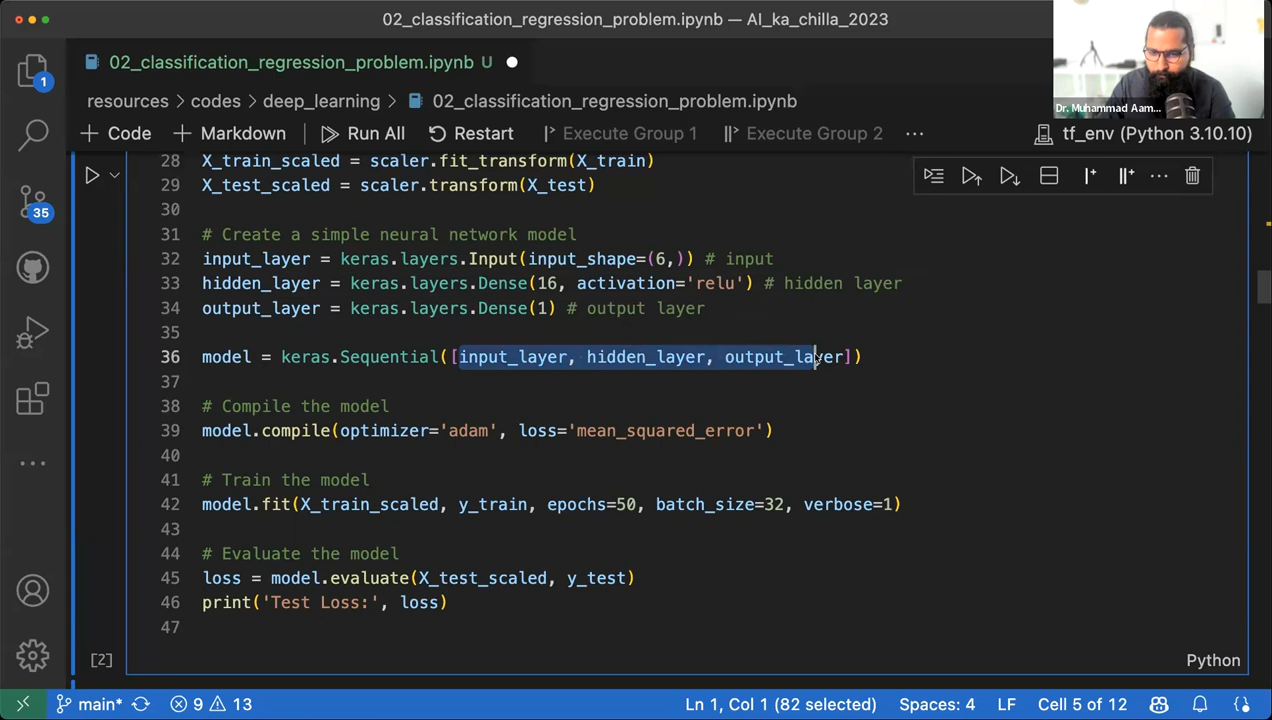 02_classification_regression_problem.ipynb — AI_ka_chilla_2023
02_classification_regression_problem.ipynb U
resources > codes > deep_learning > 02_classification_regression_problem.ipynb
Dr. Muhammad Aam...
+ Code + Markdown Run All Restart Execute Group 1 Execute Group 2 ... tf_env (Python 3.10.10)
1
35
28 X_train_scaled = scaler.fit_transform(X_train)
29 X_test_scaled = scaler.transform(X_test)
30
31 # Create a simple neural network model
32 input_layer = keras.layers.Input(input_shape=(6,)) # input
33 hidden_layer = keras.layers.Dense(16, activation='relu') # hidden layer
34 output_layer = keras.layers.Dense(1) # output layer
35
36 model = keras.Sequential([input_layer, hidden_layer, output_layer])
37
38 # Compile the model
39 model.compile(optimizer='adam', loss='mean_squared_error')
40
41 # Train the model
42 model.fit(X_train_scaled, y_train, epochs=50, batch_size=32, verbose=1)
43
44 # Evaluate the model
45 loss = model.evaluate(X_test_scaled, y_test)
46 print('Test Loss:', loss)
47
[2] Python
main* 9 13 Ln 1, Col 1 (82 selected) Spaces: 4 LF Cell 5 of 12